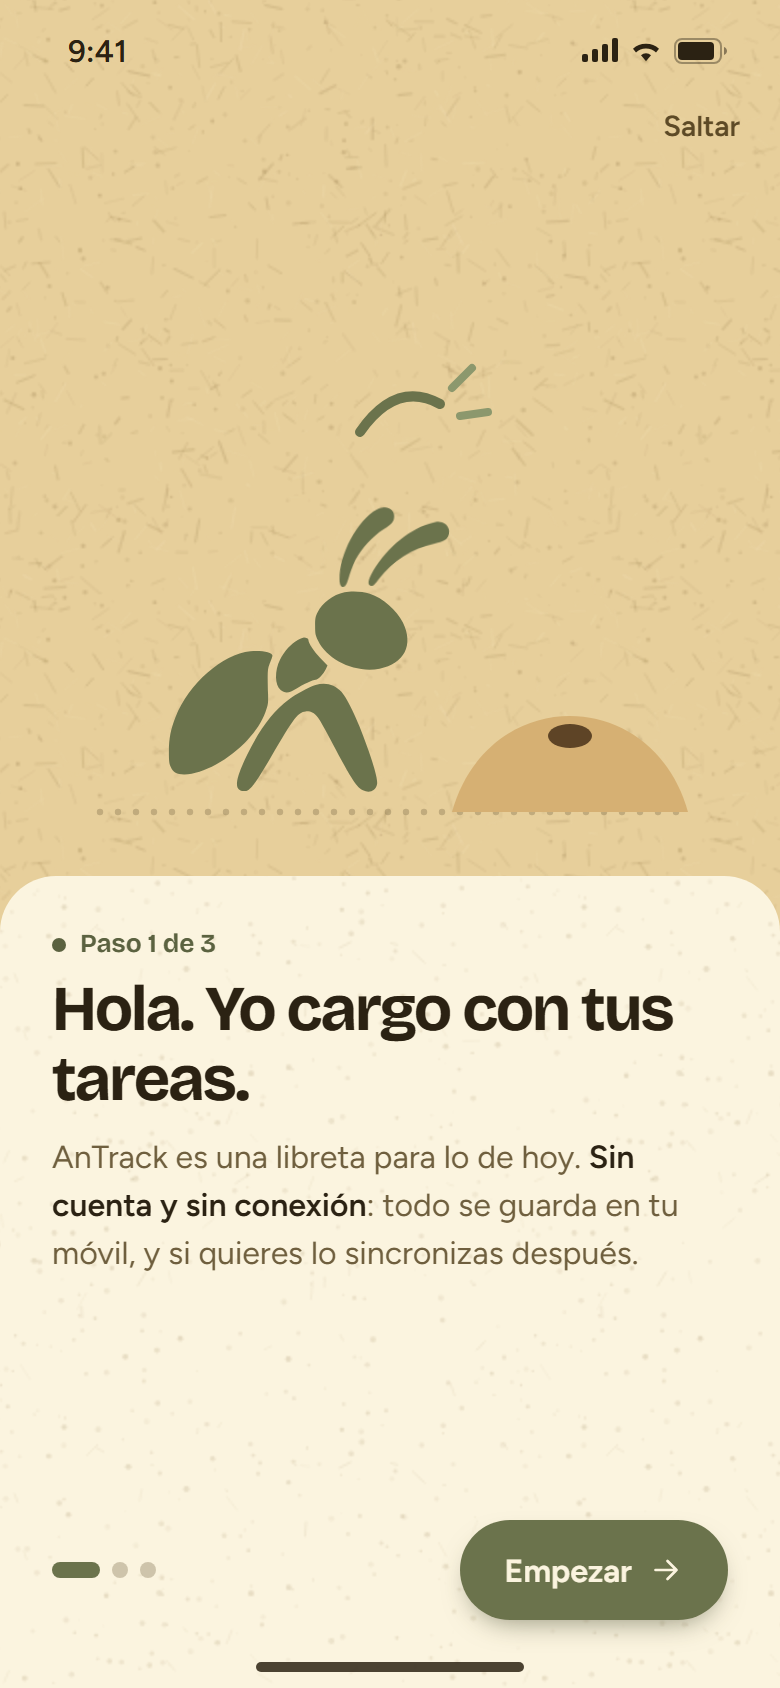 9:41
Saltar
Paso 1 de 3
Hola. Yo cargo con tus
tareas.
AnTrack es una libreta para lo de hoy. Sin
cuenta y sin conexión: todo se guarda en tu
móvil, y si quieres lo sincronizas después.
Empezar